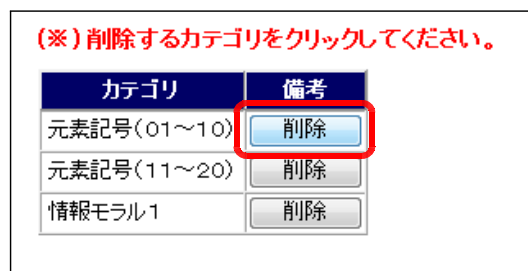 (※)削除するカテゴリをクリックしてください。
カテゴリ 備考
元素記号(01～10) 削除
元素記号(11～20) 削除
情報モラル1 削除